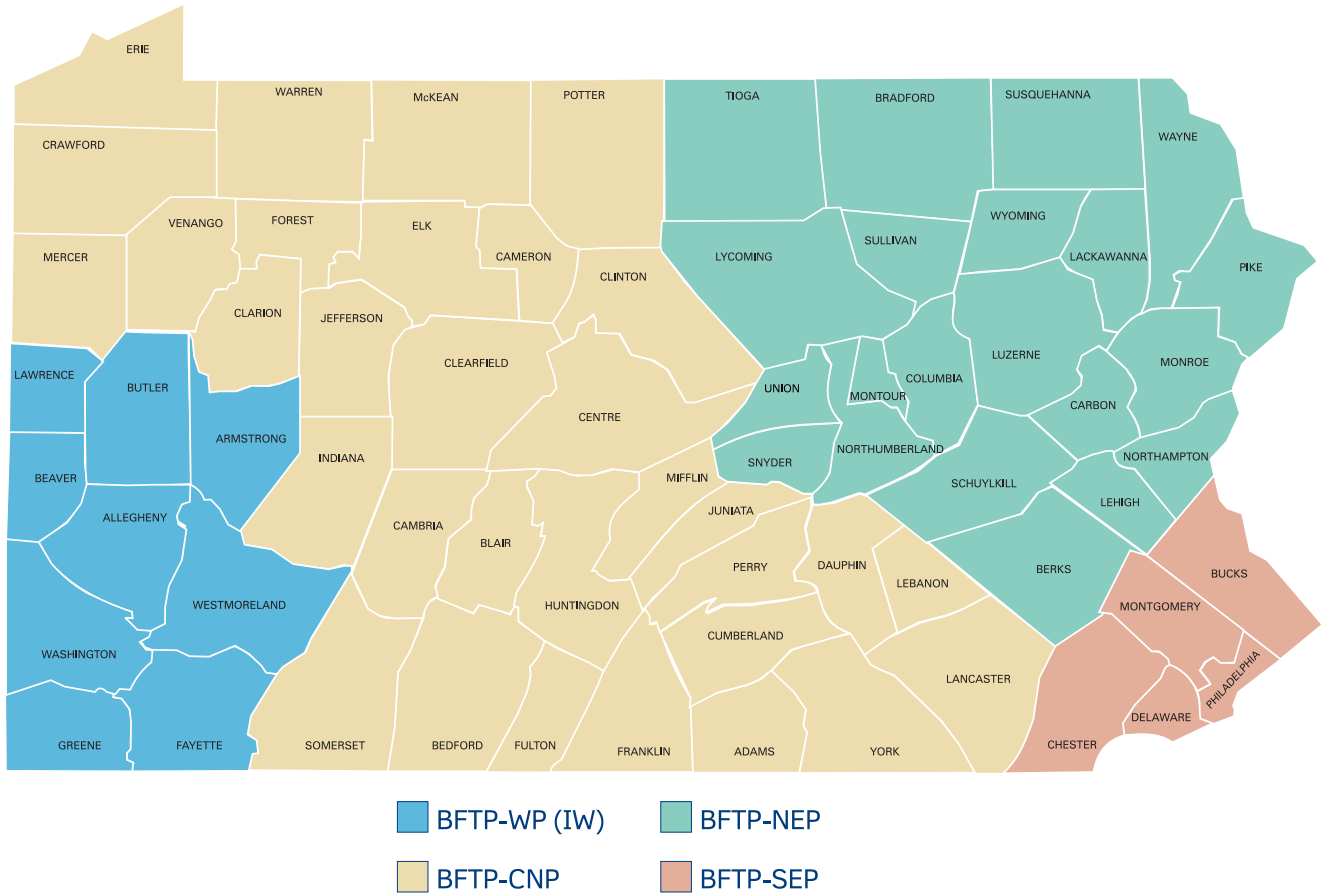 ERIE
WARREN
McKEAN
POTTER
TIOGA
BRADFORD
SUSQUEHANNA
WAYNE
CRAWFORD
VENANGO
FOREST
ELK
CAMERON
CLINTON
LYCOMING
SULLIVAN
WYOMING
LACKAWANNA
PIKE
MERCER
CLARION
JEFFERSON
CLEARFIELD
CENTRE
UNION
MONTOUR
COLUMBIA
LUZERNE
CARBON
MONROE
LAWRENCE
BUTLER
ARMSTRONG
INDIANA
BEAVER
ALLEGHENY
CAMBRIA
BLAIR
MIFFLIN
JUNIATA
SNYDER
NORTHUMBERLAND
SCHUYLKILL
LEHIGH
NORTHAMPTON
WESTMORELAND
HUNTINGDON
PERRY
DAUPHIN
LEBANON
BERKS
MONTGOMERY
BUCKS
WASHINGTON
CUMBERLAND
LANCASTER
PHILADELPHIA
GREENE
FAYETTE
SOMERSET
BEDFORD
FULTON
FRANKLIN
ADAMS
YORK
CHESTER
DELAWARE
BFTP-WP (IW)
BFTP-NEP
BFTP-CNP
BFTP-SEP